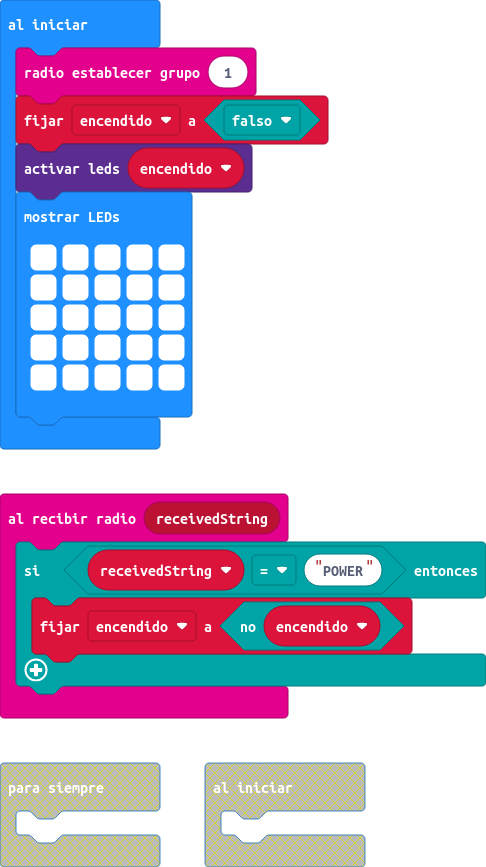 al iniciar
radio establecer grupo 1
fijar encendido a falso
activar leds encendido
mostrar LEDs
al recibir radio receivedString
si receivedString = "POWER" entonces
fijar encendido a no encendido
para siempre al iniciar